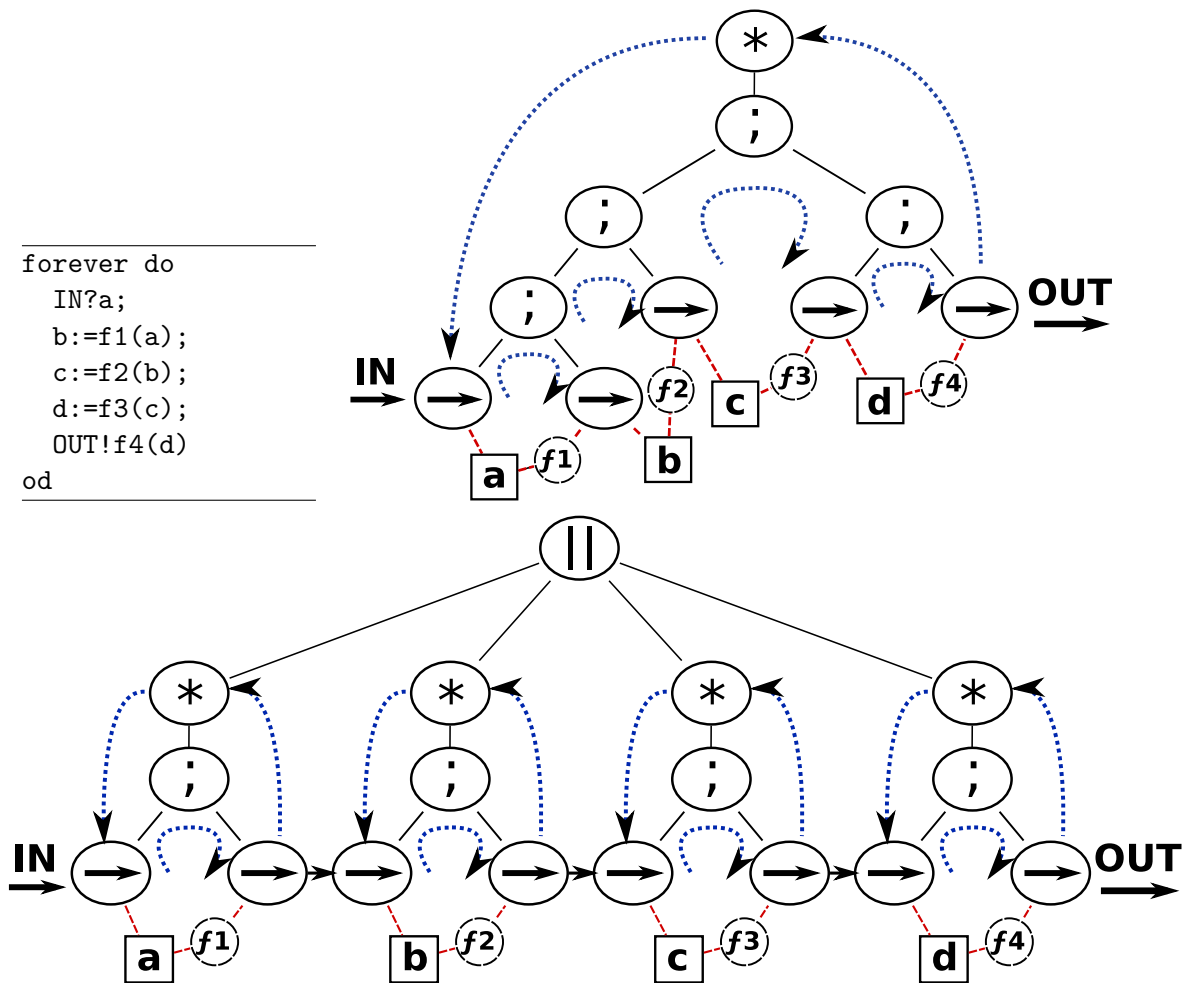 forever do
IN?a;
b:=f1(a);
c:=f2(b);
d:=f3(c);
OUT!f4(d)
od
*
;
; ;
; OUT
IN f2 f3 f4
c d
f1 b
a
||
* * * *
; ; ; ;
IN OUT
f1 f2 f3 f4
a b c d